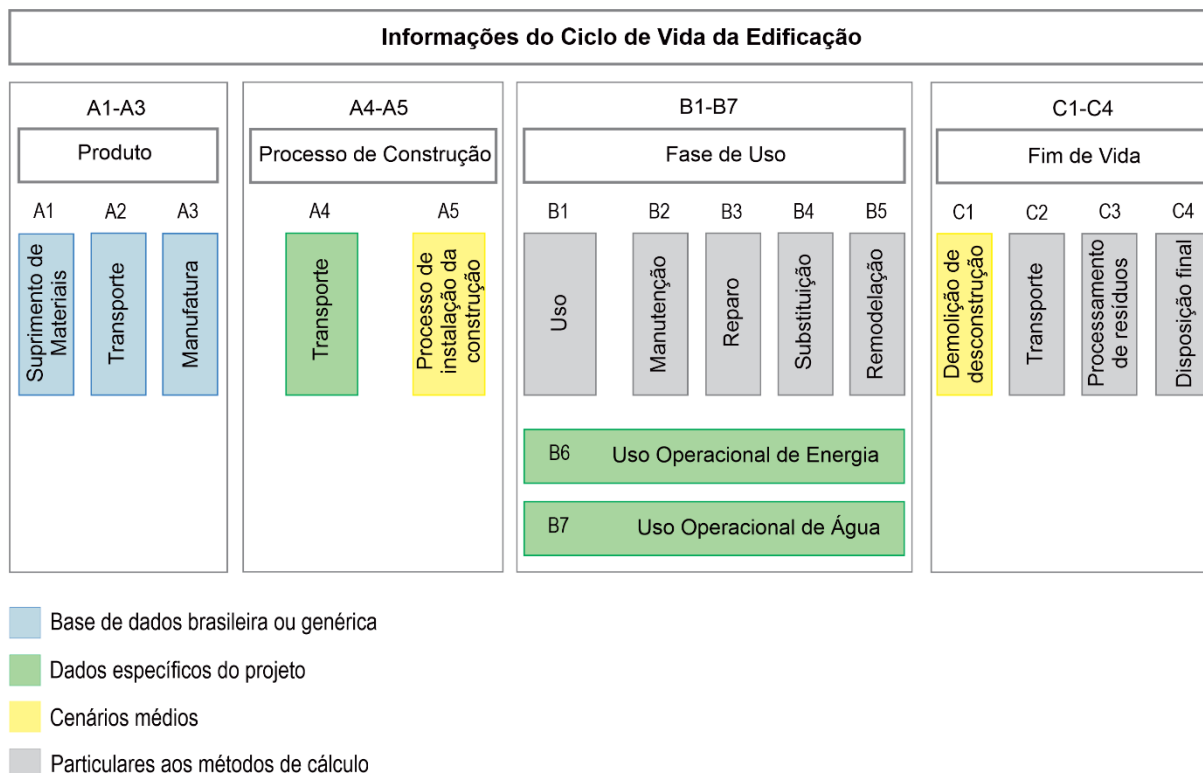 Informações do Ciclo de Vida da Edificação
A1-A3
Produto
A1
A2
A3
Suprimento de
Materiais
Transporte
Manufatura
A4-A5
Processo de Construção
A4
A5
Transporte
Processo de
instalação da
construção
B1-B7
Fase de Uso
B1
B2
B3
B4
B5
Uso
Manutenção
Reparo
Substituição
Remodelação
B6
Uso Operacional de Energia
B7
Uso Operacional de Água
C1-C4
Fim de Vida
C1
C2
C3
C4
Demolição de
desconstrução
Transporte
Processamento
de resíduos
Disposição final
Base de dados brasileira ou genérica
Dados específicos do projeto
Cenários médios
Particulares aos métodos de cálculo